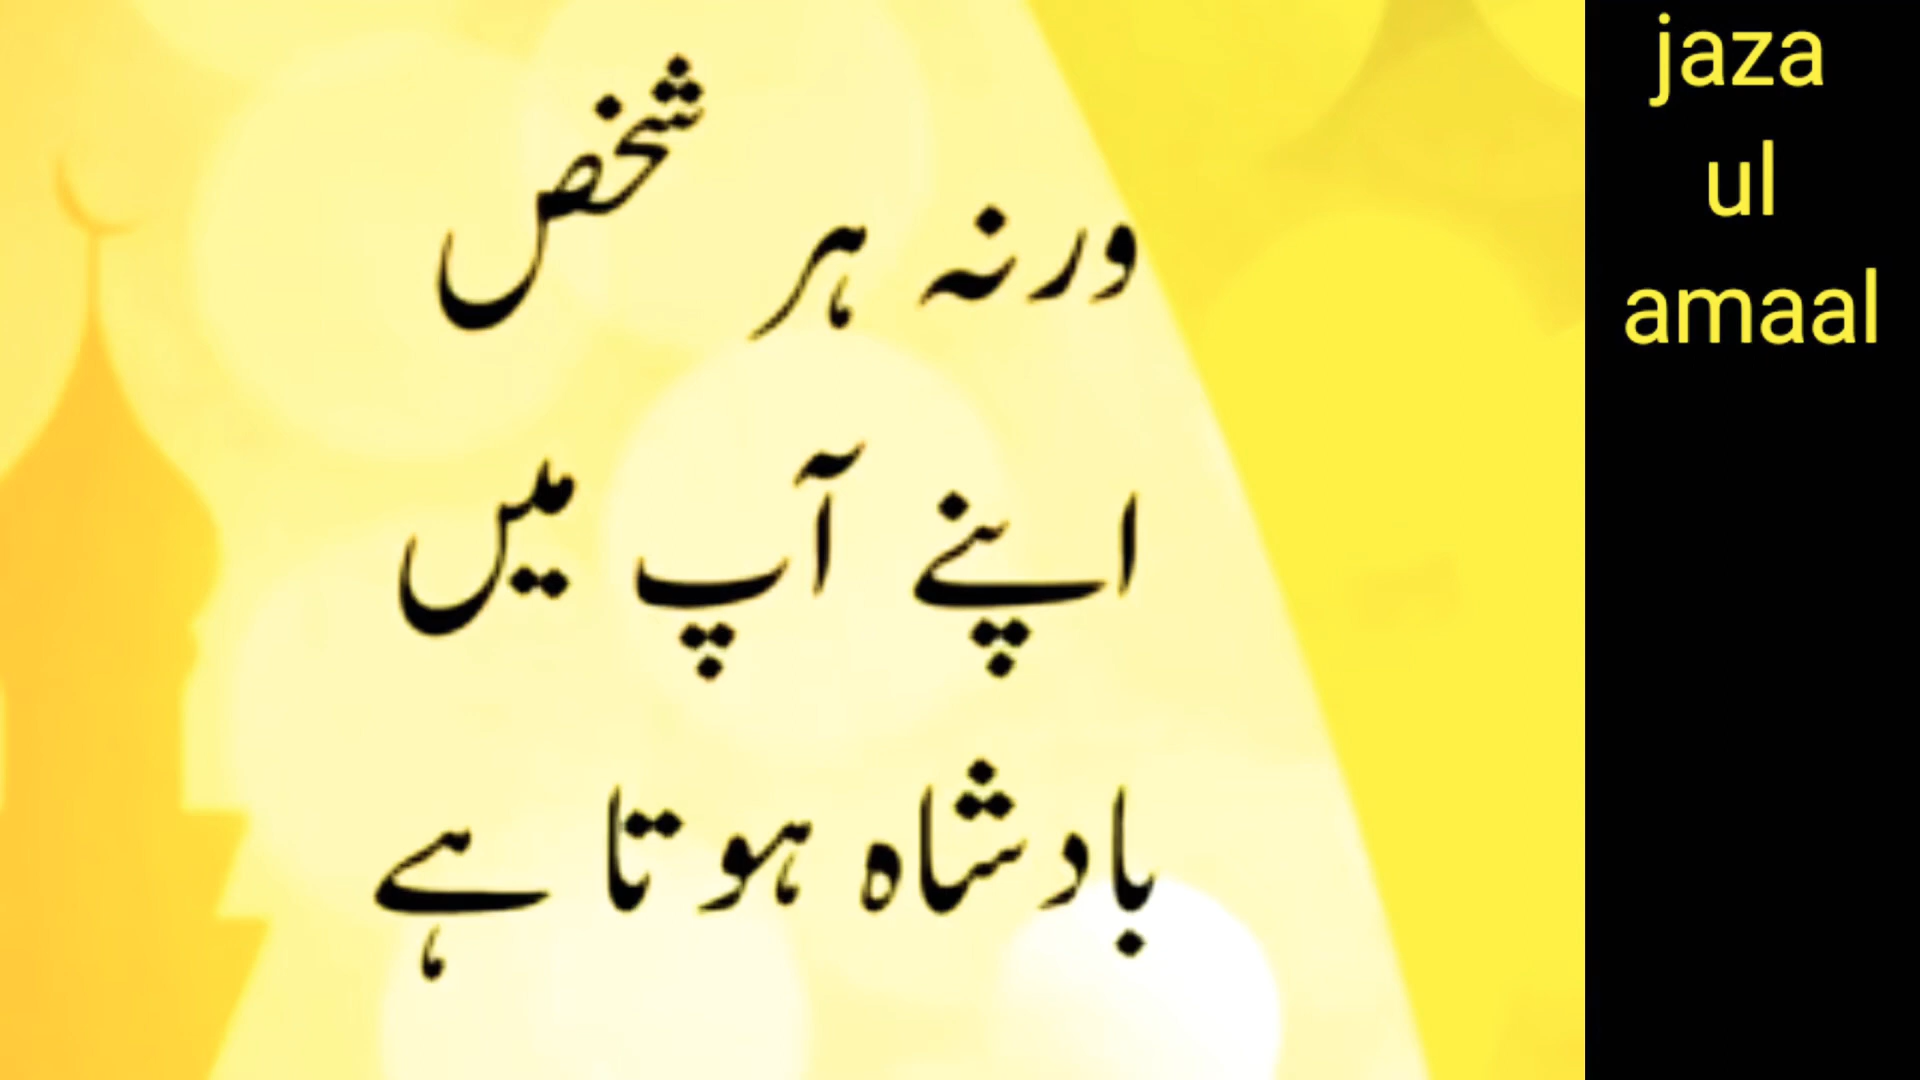 ورنہ ہر شخص
اپنے آپ میں
بادشاہ ہوتا ہے
jaza
ul
amaal